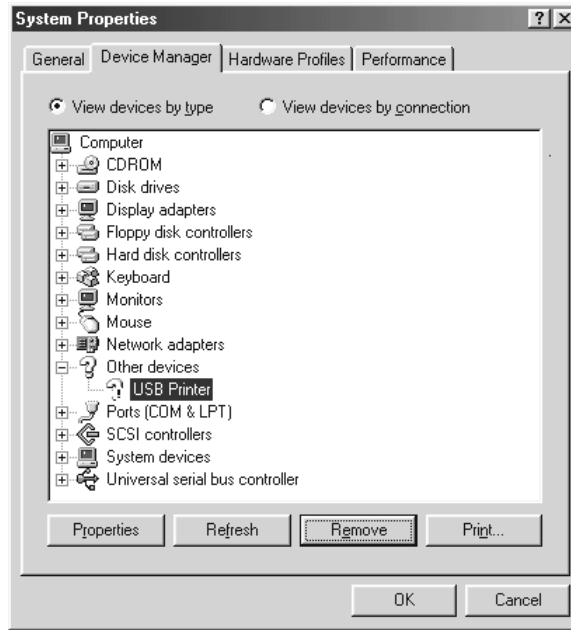 System Properties
General Device Manager Hardware Profiles Performance
View devices by type View devices by connection
Computer
CDROM
Disk drives
Display adapters
Floppy disk controllers
Hard disk controllers
Keyboard
Monitors
Mouse
Network adapters
Other devices
USB Printer
Ports (COM & LPT)
SCSI controllers
System devices
Universal serial bus controller
Properties Refresh Remove Print...
OK Cancel